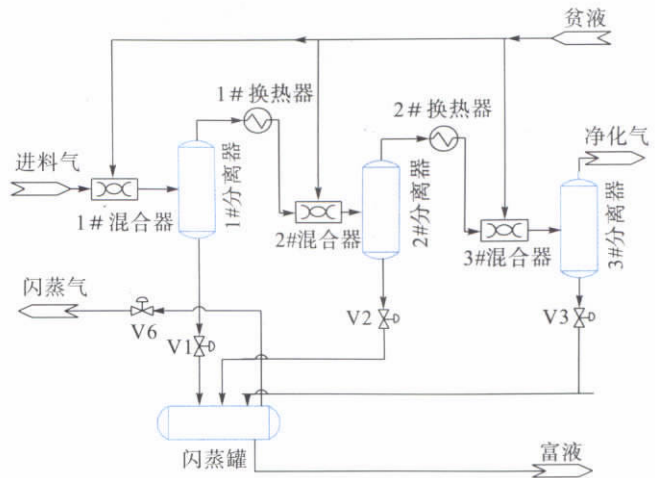 贫液
1#换热器
2#换热器
净化气
进料气
1#分离器
2#分离器
3#分离器
1#混合器
2#混合器
3#混合器
闪蒸气
V6
V1
V2
V3
闪蒸罐
富液